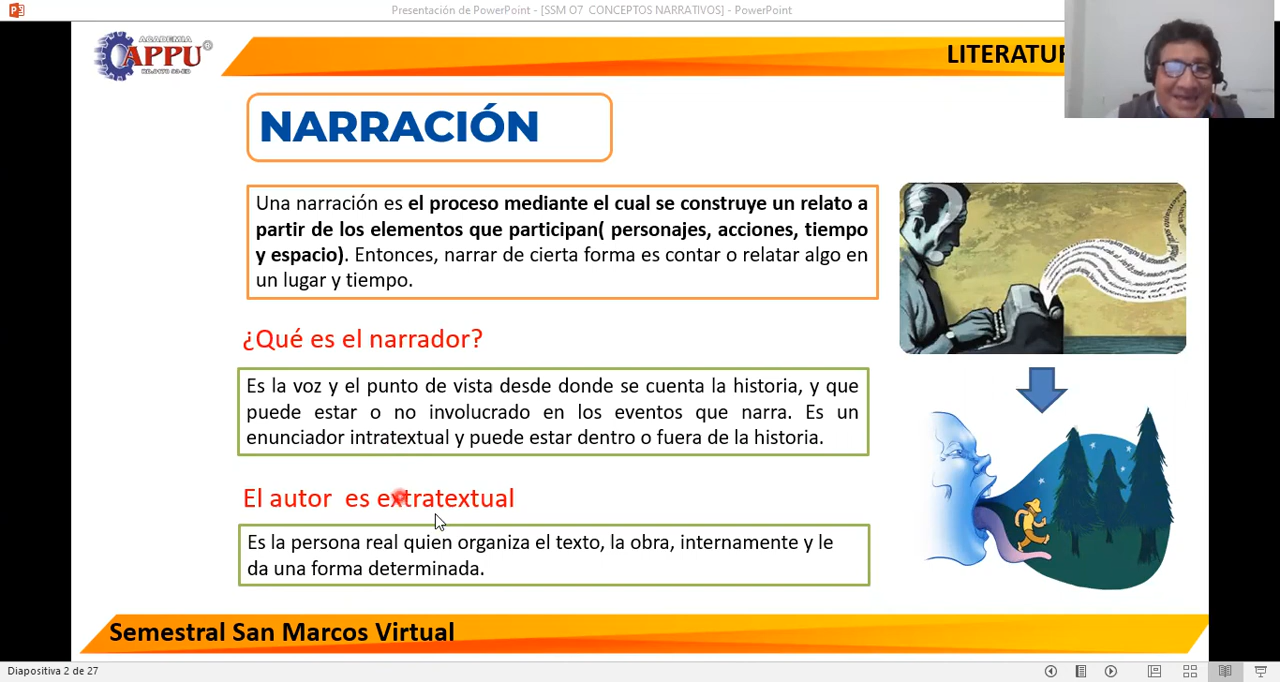 Presentación de PowerPoint - [SSM O7  CONCEPTOS NARRATIVOS] - PowerPoint
ACADEMIA
APPU
LITERATUR
NARRACIÓN
Una narración es el proceso mediante el cual se construye un relato a
partir de los elementos que participan( personajes, acciones, tiempo
y espacio). Entonces, narrar de cierta forma es contar o relatar algo en
un lugar y tiempo.
¿Qué es el narrador?
Es la voz y el punto de vista desde donde se cuenta la historia, y que
puede estar o no involucrado en los eventos que narra. Es un
enunciador intratextual y puede estar dentro o fuera de la historia.
El autor  es extratextual
Es la persona real quien organiza el texto, la obra, internamente y le
da una forma determinada.
Semestral San Marcos Virtual
Diapositiva 2 de 27